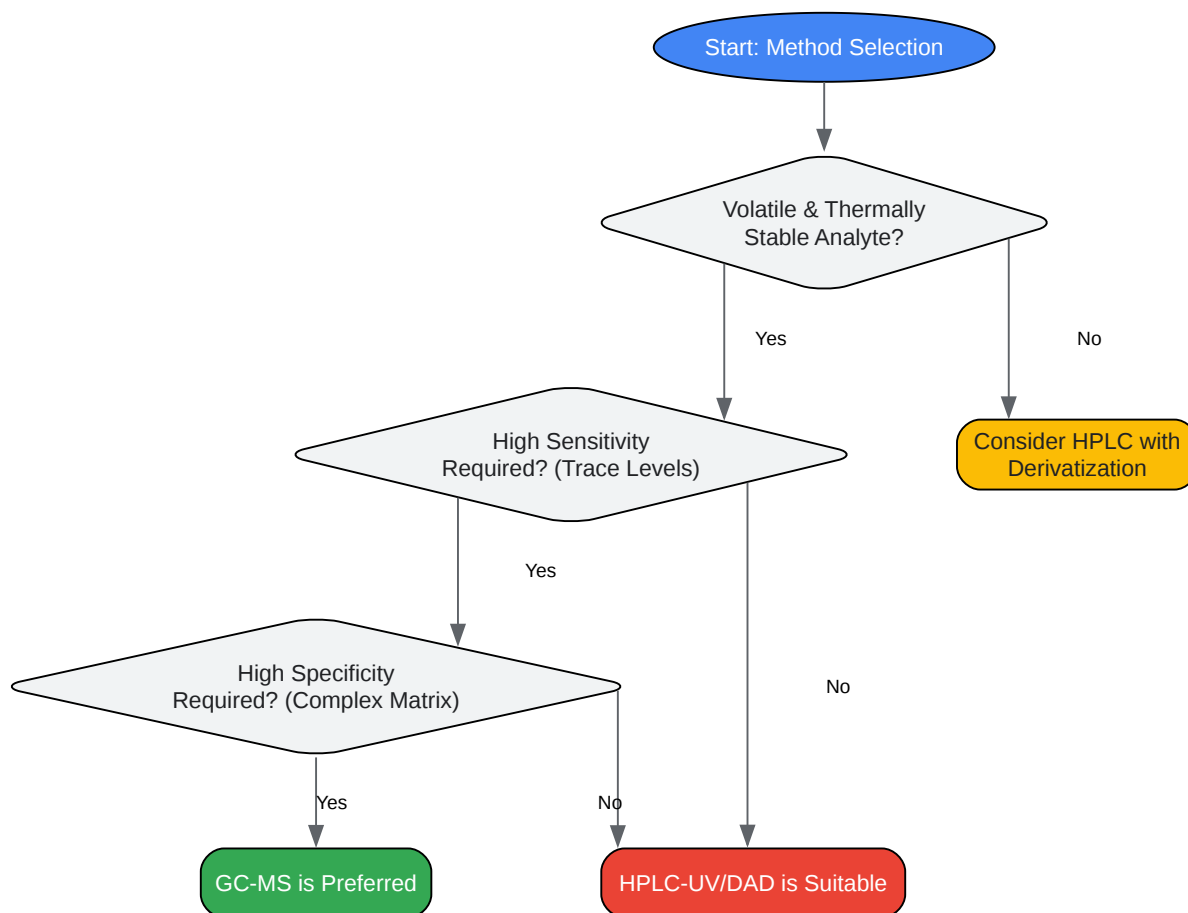 Start: Method Selection
Volatile & Thermally
Stable Analyte?
Yes
No
High Sensitivity
Required? (Trace Levels)
Consider HPLC with
Derivatization
Yes
No
High Specificity
Required? (Complex Matrix)
Yes
No
GC-MS is Preferred
HPLC-UV/DAD is Suitable